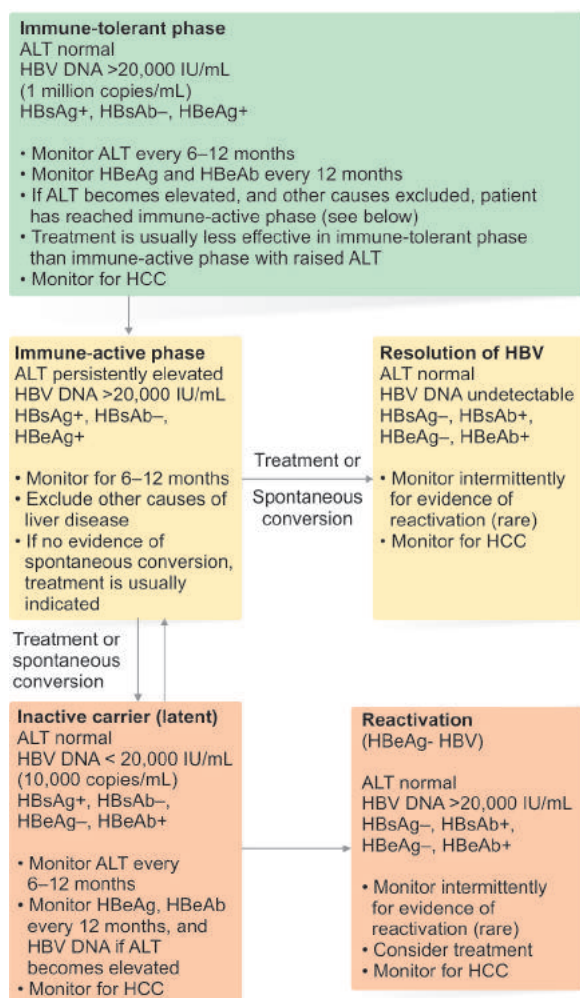 Immune-tolerant phase
ALT normal
HBV DNA >20,000 IU/mL
(1 million copies/mL)
HBsAg+, HBsAb–, HBeAg+
• Monitor ALT every 6–12 months
• Monitor HBeAg and HBeAb every 12 months
• If ALT becomes elevated, and other causes excluded, patient
has reached immune-active phase (see below)
• Treatment is usually less effective in immune-tolerant phase
than immune-active phase with raised ALT
• Monitor for HCC
Immune-active phase
ALT persistently elevated
HBV DNA >20,000 IU/mL
HBsAg+, HBsAb–,
HBeAg+
• Monitor for 6–12 months
• Exclude other causes of
liver disease
• If no evidence of
spontaneous conversion,
treatment is usually
indicated
Treatment or
Spontaneous
conversion
Resolution of HBV
ALT normal
HBV DNA undetectable
HBsAg–, HBsAb+,
HBeAg–, HBeAb+
• Monitor intermittently
for evidence of
reactivation (rare)
• Monitor for HCC
Treatment or
spontaneous
conversion
Inactive carrier (latent)
ALT normal
HBV DNA < 20,000 IU/mL
(10,000 copies/mL)
HBsAg+, HBsAb–,
HBeAg–, HBeAb+
• Monitor ALT every
6–12 months
• Monitor HBeAg, HBeAb
every 12 months, and
HBV DNA if ALT
becomes elevated
• Monitor for HCC
Reactivation
(HBeAg- HBV)
ALT normal
HBV DNA >20,000 IU/mL
HBsAg–, HBsAb+,
HBeAg–, HBeAb+
• Monitor intermittently
for evidence of
reactivation (rare)
• Consider treatment
• Monitor for HCC